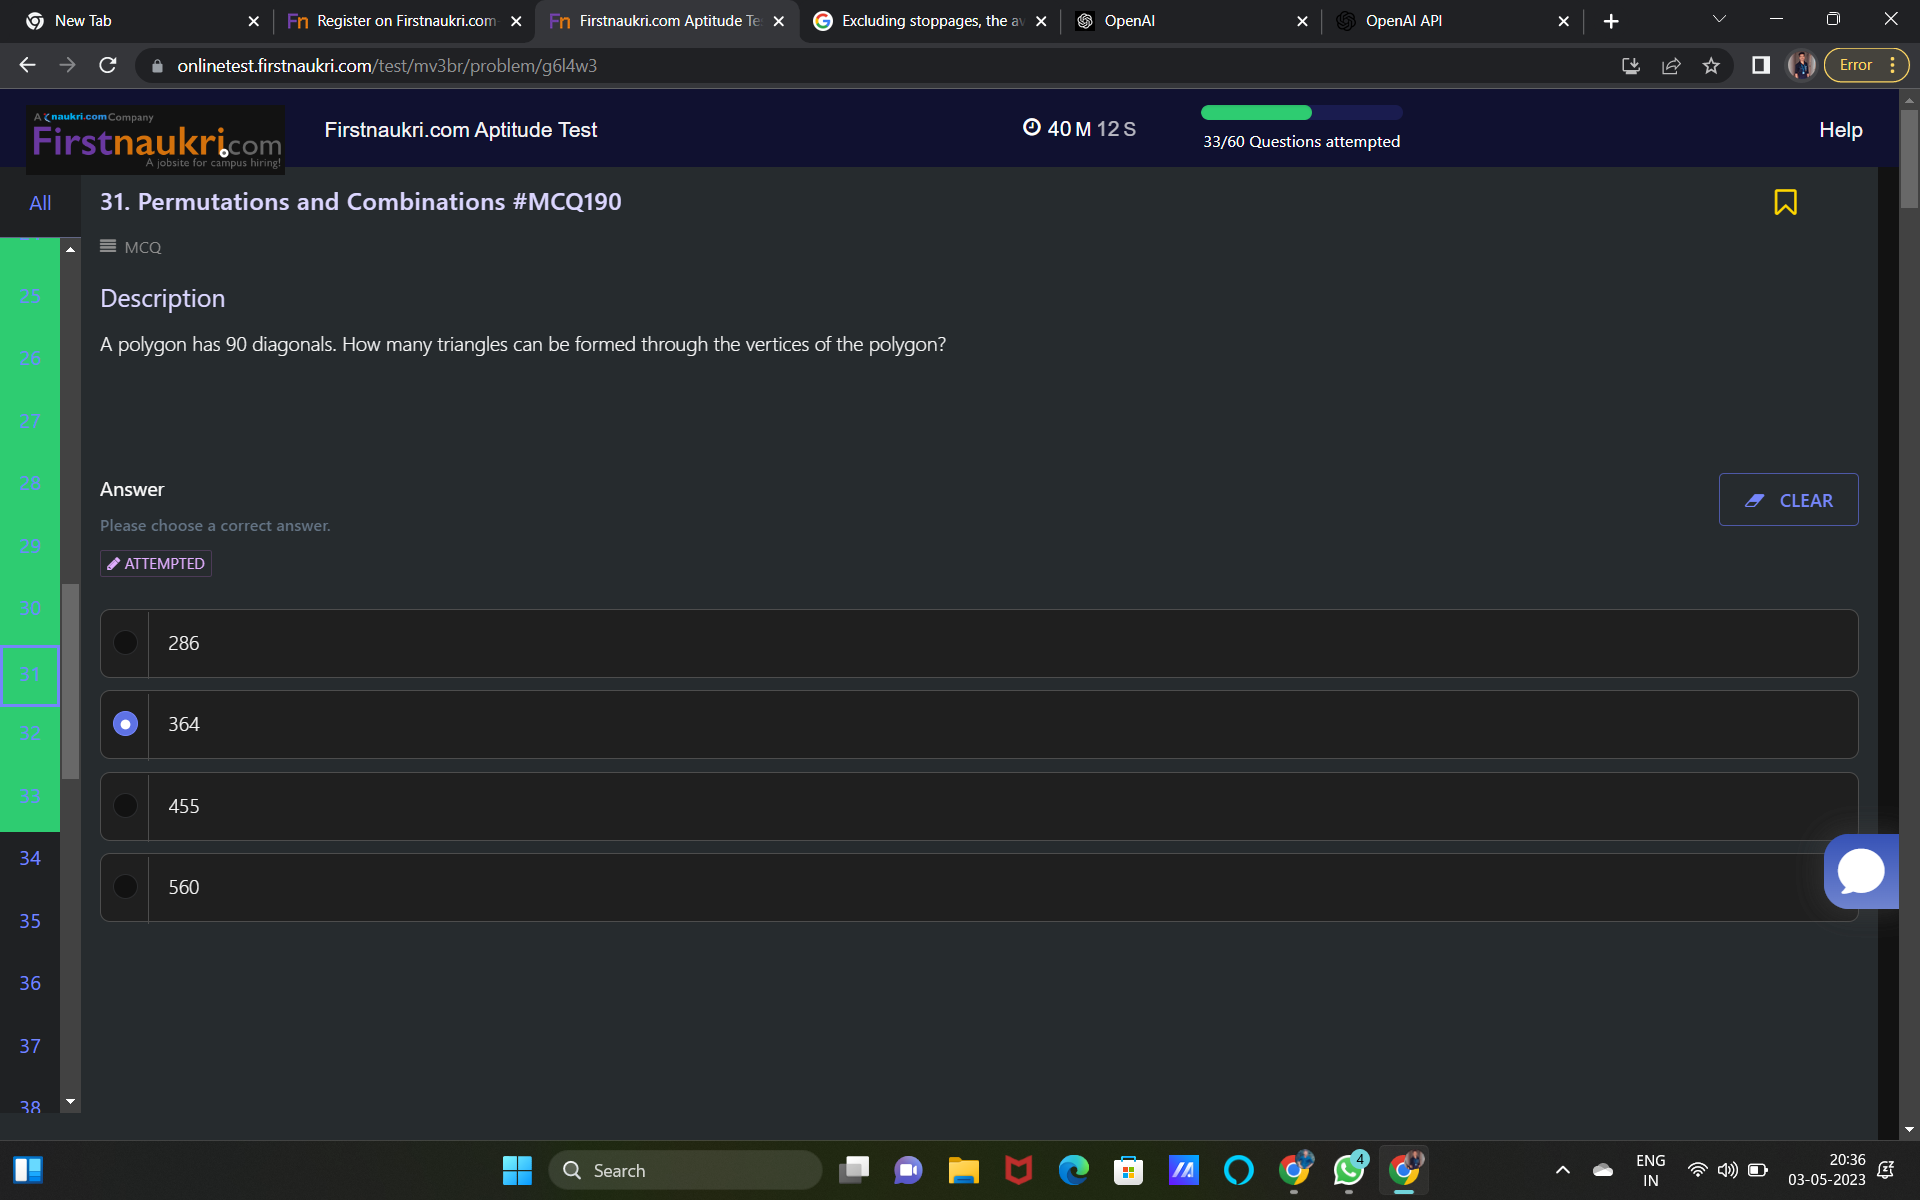 New Tab
Register on Firstnaukri.com-
Firstnaukri.com Aptitude Te
Excluding stoppages, the av
OpenAI
OpenAI API
onlinetest.firstnaukri.com/test/mv3br/problem/g6l4w3
Error
A naukri.com Company
Firstnaukri.com
A jobsite for campus hiring!
Firstnaukri.com Aptitude Test
40 M 12 S
33/60 Questions attempted
Help
All
31. Permutations and Combinations #MCQ190
MCQ
25
Description
A polygon has 90 diagonals. How many triangles can be formed through the vertices of the polygon?
26
27
28
Answer
CLEAR
Please choose a correct answer.
29
ATTEMPTED
30
286
31
364
32
33
455
34
560
35
36
37
38
Search
4
ENG
IN
20:36
03-05-2023